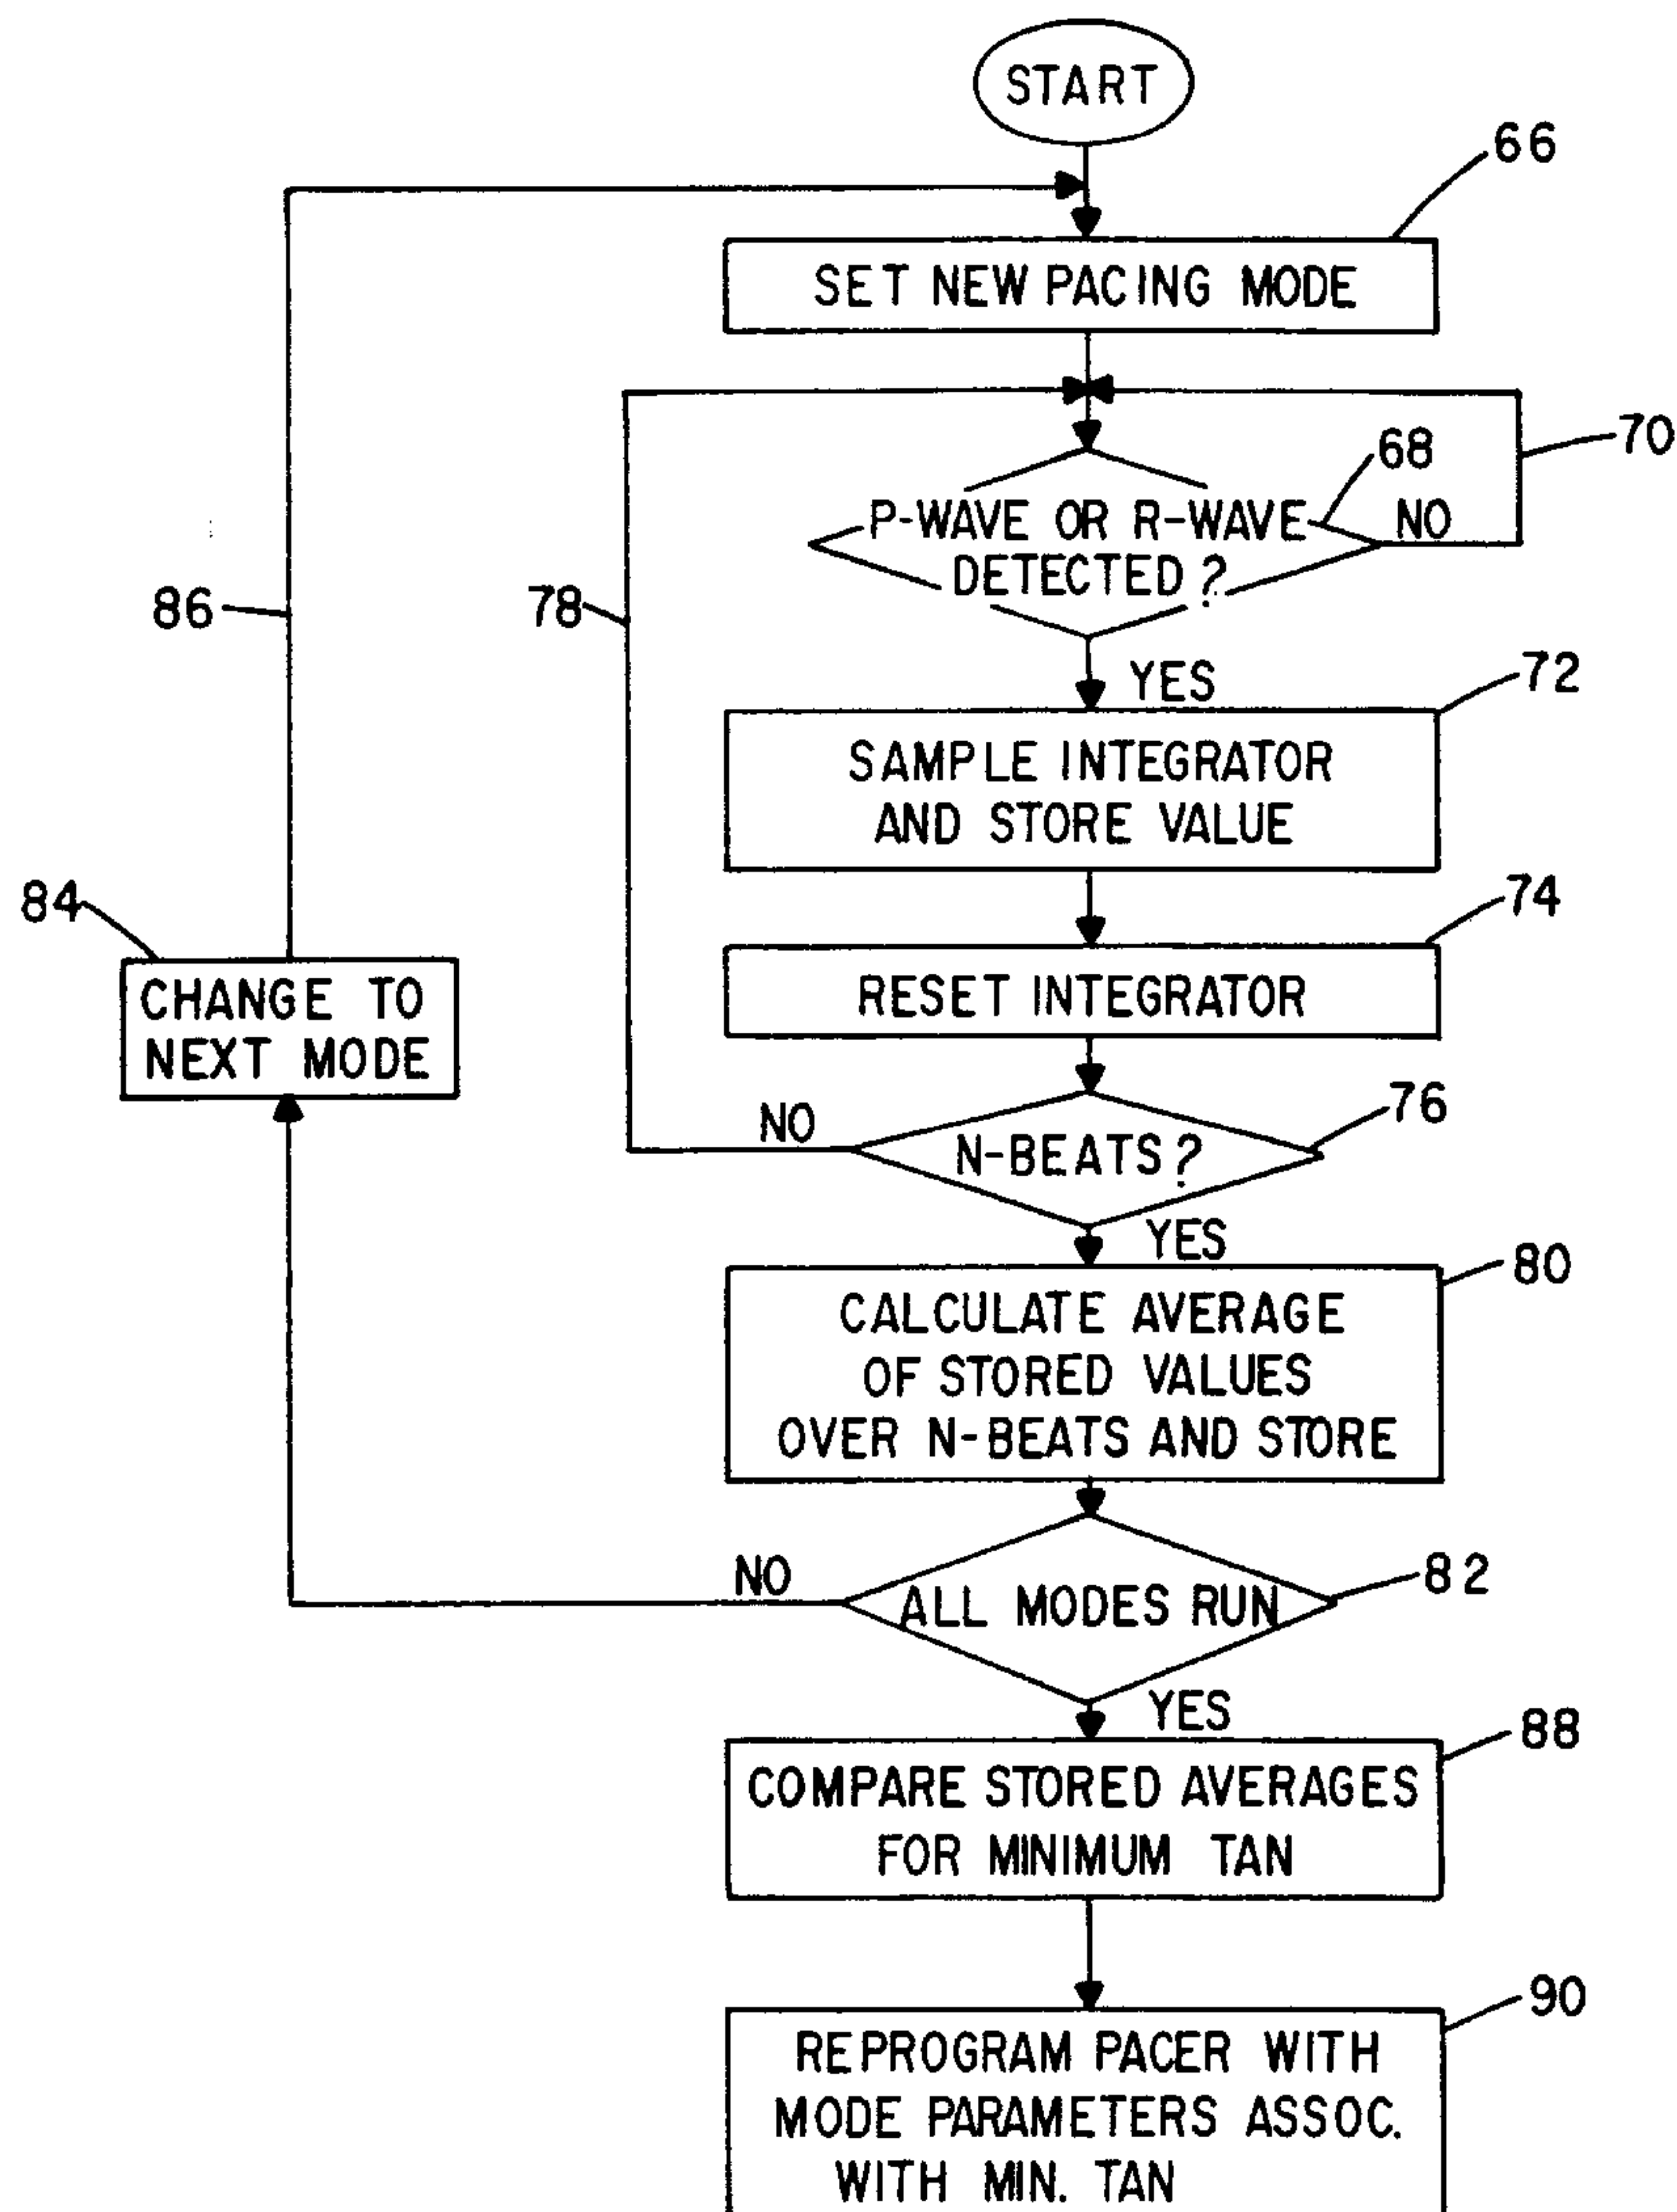 START
66
SET NEW PACING MODE
70
68
P-WAVE OR R-WAVE
NO
DETECTED?
86
78
YES
72
SAMPLE INTEGRATOR
AND STORE VALUE
84
74
CHANGE TO
NEXT MODE
RESET INTEGRATOR
76
NO
N-BEATS?
YES
80
CALCULATE AVERAGE
OF STORED VALUES
OVER N-BEATS AND STORE
NO
82
ALL MODES RUN
YES
88
COMPARE STORED AVERAGES
FOR MINIMUM TAN
90
REPROGRAM PACER WITH
MODE PARAMETERS ASSOC.
WITH MIN. TAN